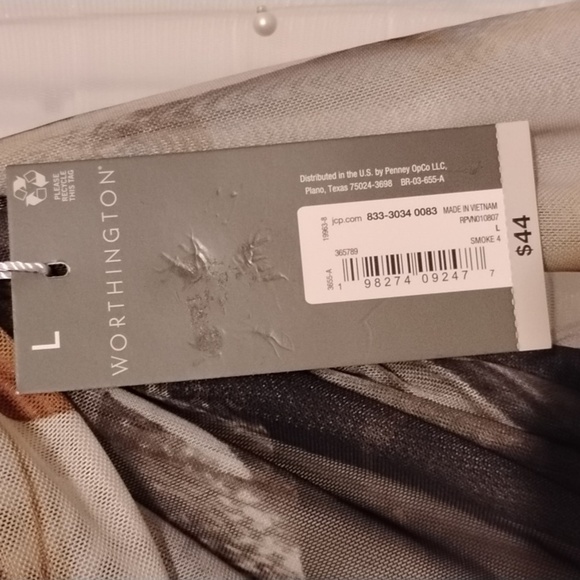 PLEASE
RECYCLE
THIS TAG
L
WORTHINGTON®
Distributed in the U.S. by Penney OpCo LLC,
Plano, Texas 75024-3698 BR-03-655-A
19963-8
jcp.com 833-3034 0083 MADE IN VIETNAM
RPVN010807
365789 L
SMOKE 4
3655-A
1 98274 09247 7
$44